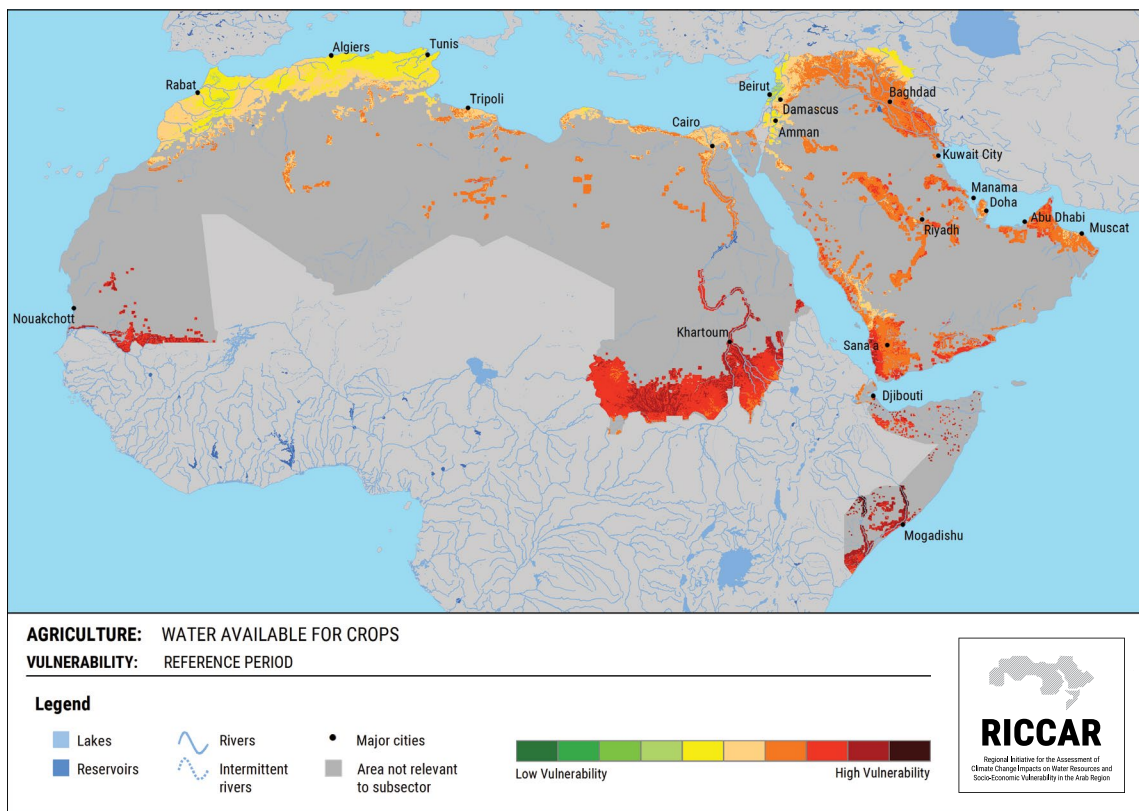 Algiers
Tunis
Rabat
Tripoli
Beirut
Baghdad
Damascus
Cairo
Amman
Kuwait City
Manama
Doha
Abu Dhabi
Riyadh
Muscat
Nouakchott
Khartoum
Sana'a
Djibouti
Mogadishu
AGRICULTURE: WATER AVAILABLE FOR CROPS
VULNERABILITY: REFERENCE PERIOD
Legend
Lakes
Rivers
Major cities
Reservoirs
Intermittent
rivers
Area not relevant
to subsector
Low Vulnerability
High Vulnerability
RICCAR
Regional Initiative for the Assessment of
Climate Change Impacts on Water Resources and
Socio-Economic Vulnerability in the Arab Region